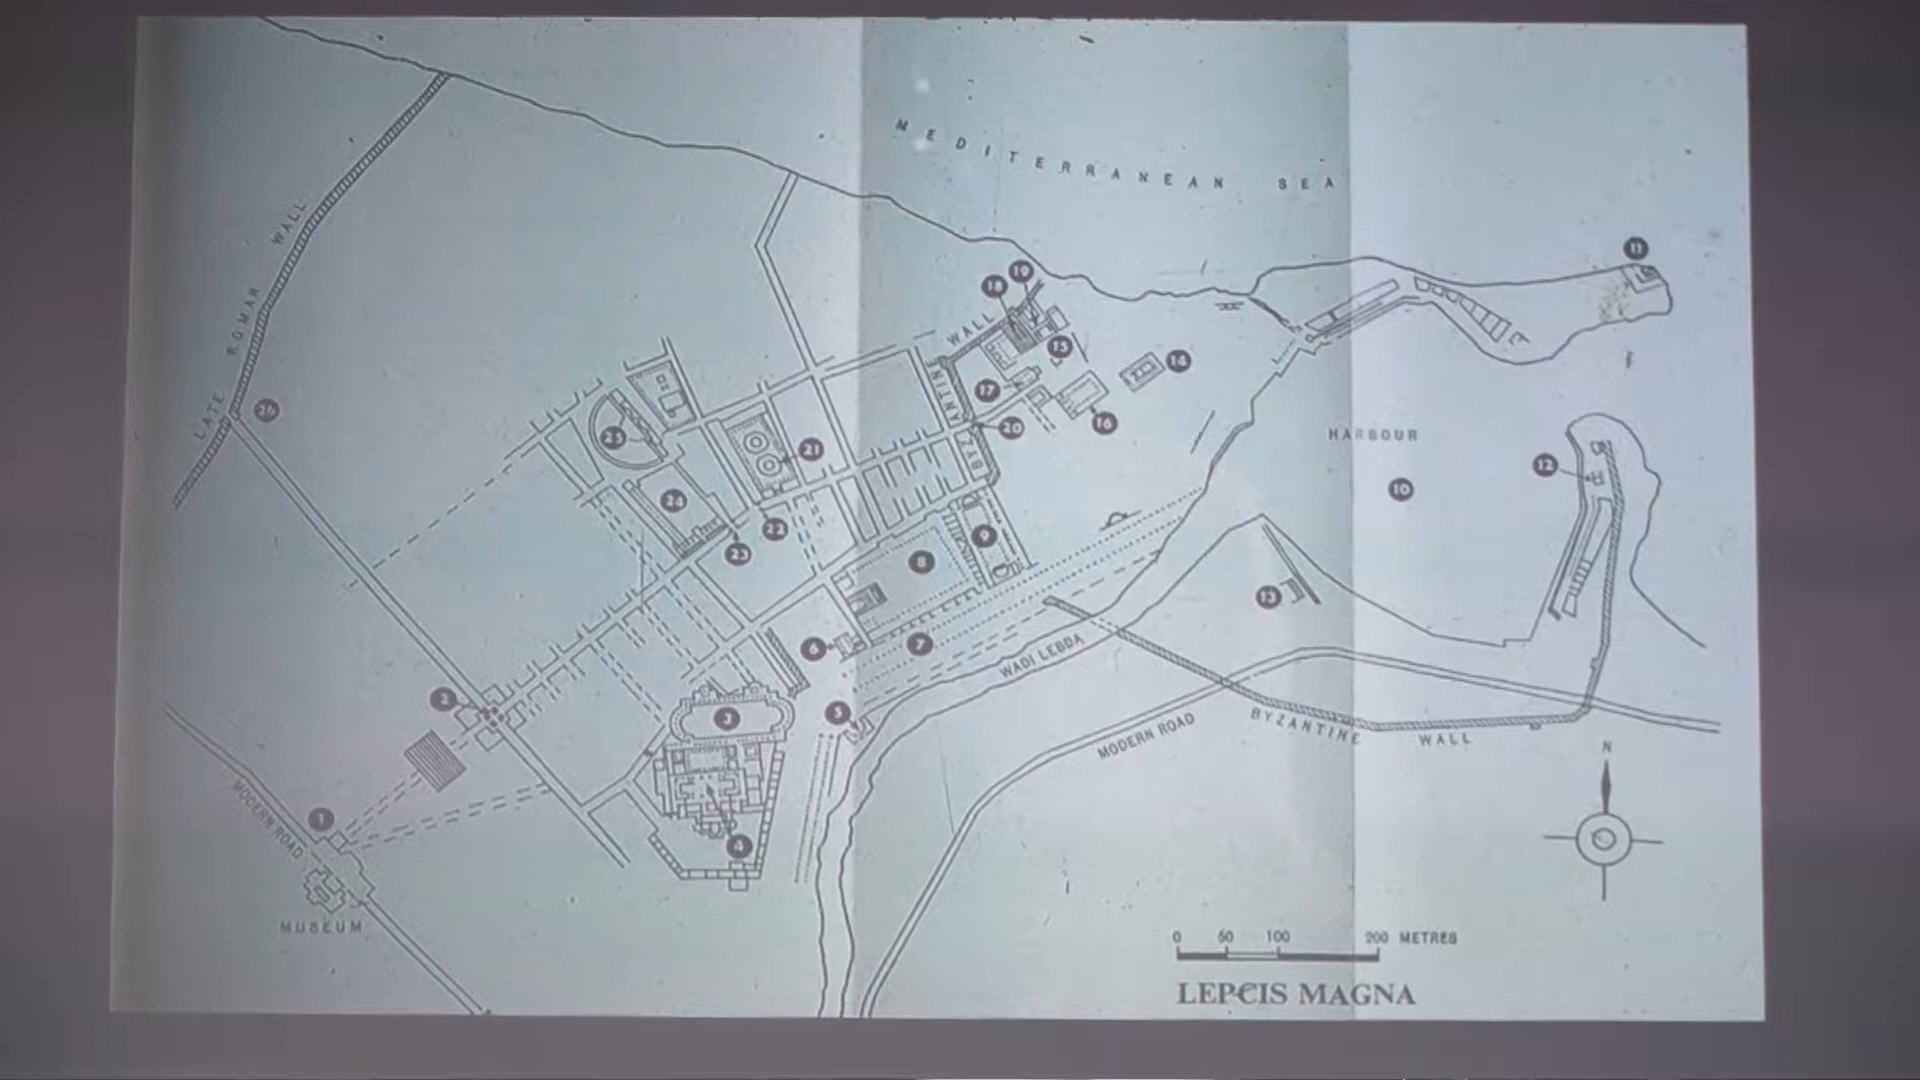 MEDITERRANEAN SEA
LATE ROMAN WALL
BYZANTINE WALL
HARBOUR
WADI LEBDA
MODERN ROAD
BYZANTINE WALL
MODERN ROAD
MUSEUM
N
0 50 100 200 METRES
LEPCIS MAGNA
1
2
3
4
5
6
7
8
9
10
11
12
13
14
15
16
17
18
19
20
21
22
23
24
25
26